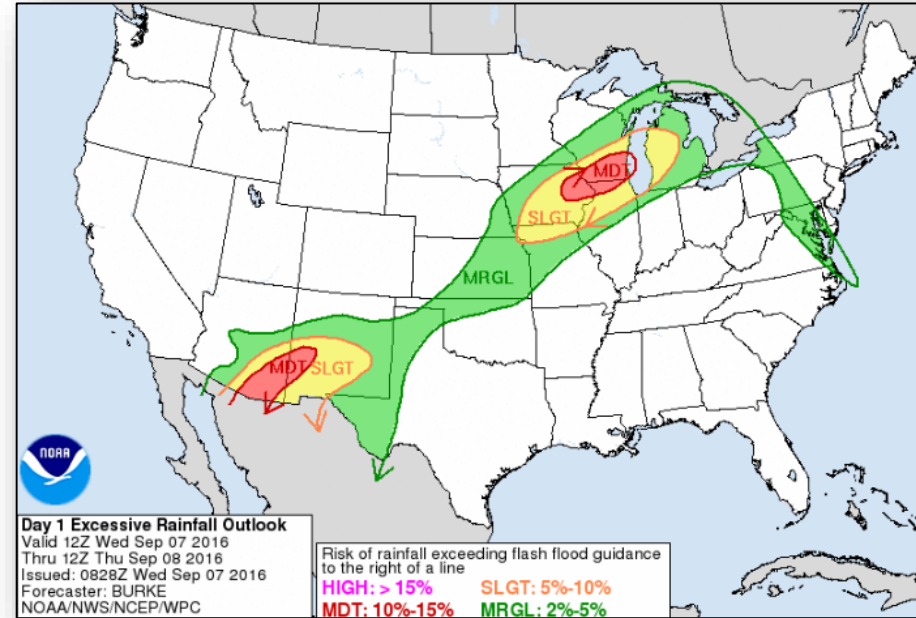 MDT
SLGT
MRGL
MDT SLGT
NOAA
Day 1 Excessive Rainfall Outlook
Valid 12Z Wed Sep 07 2016
Thru 12Z Thu Sep 08 2016
Issued: 0828Z Wed Sep 07 2016
Forecaster: BURKE
NOAA/NWS/NCEP/WPC
Risk of rainfall exceeding flash flood guidance
to the right of a line
HIGH: > 15% SLGT: 5%-10%
MDT: 10%-15% MRGL: 2%-5%